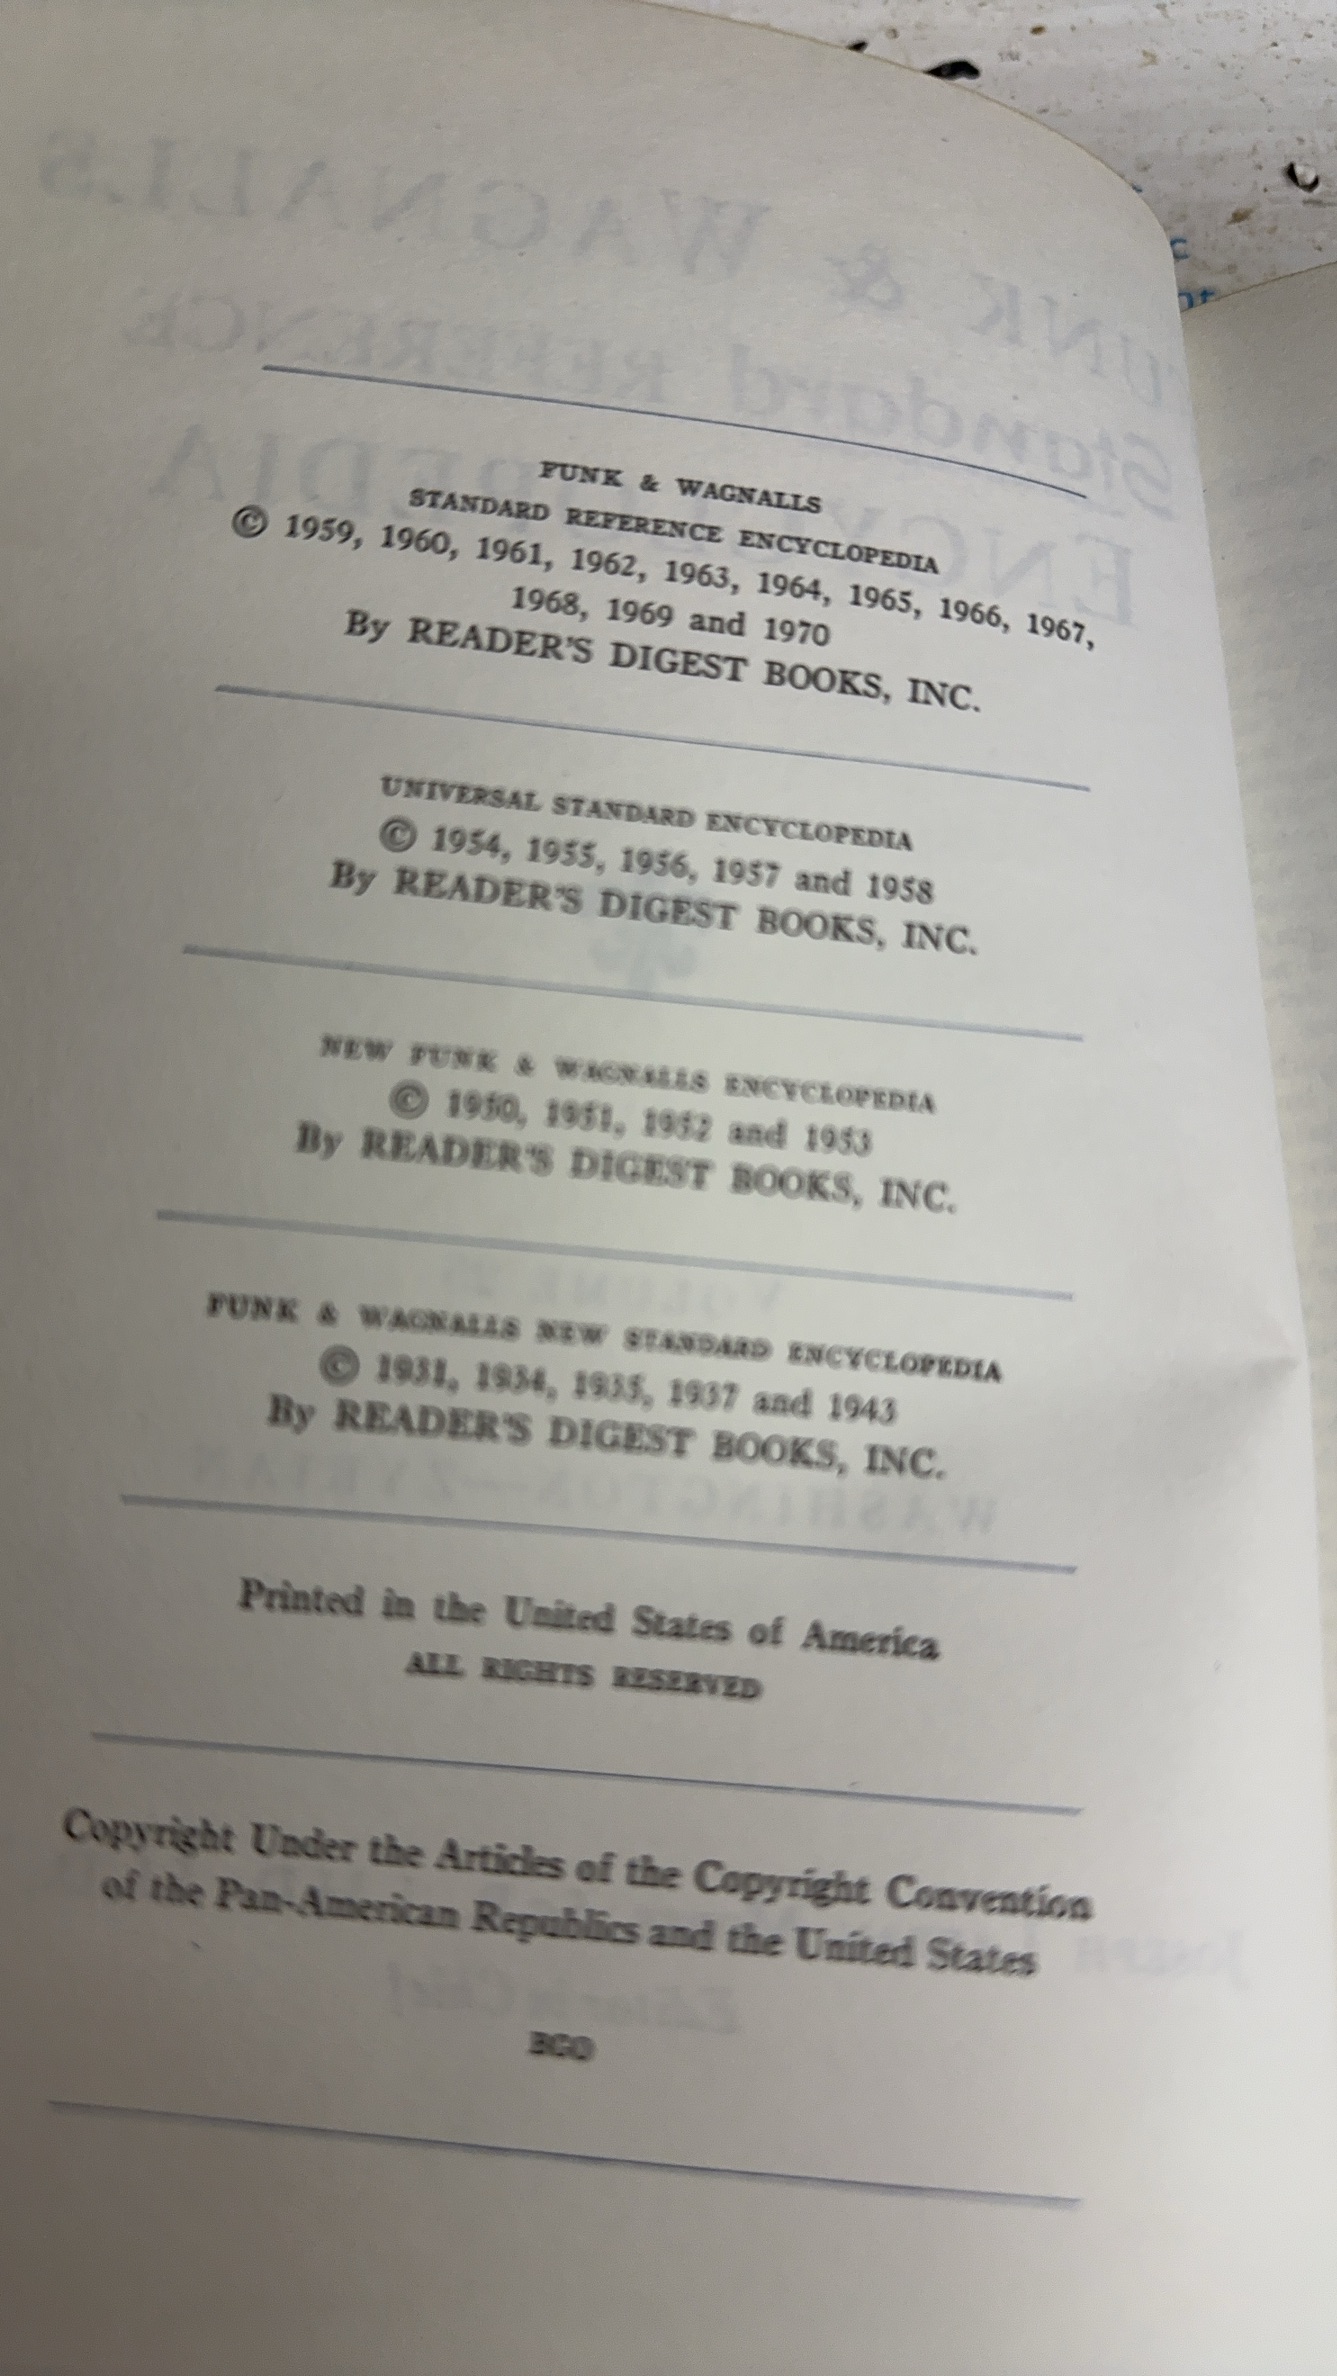 FUNK & WAGNALLS
STANDARD REFERENCE ENCYCLOPEDIA
© 1959, 1960, 1961, 1962, 1963, 1964, 1965, 1966, 1967,
1968, 1969 and 1970
By READER'S DIGEST BOOKS, INC.
UNIVERSAL STANDARD ENCYCLOPEDIA
© 1954, 1955, 1956, 1957 and 1958
By READER'S DIGEST BOOKS, INC.
NEW FUNK & WAGNALLS ENCYCLOPEDIA
© 1950, 1951, 1952 and 1953
By READER'S DIGEST BOOKS, INC.
FUNK & WAGNALLS NEW STANDARD ENCYCLOPEDIA
© 1931, 1934, 1935, 1937 and 1943
By READER'S DIGEST BOOKS, INC.
Printed in the United States of America
ALL RIGHTS RESERVED
Copyright Under the Articles of the Copyright Convention
of the Pan-American Republics and the United States